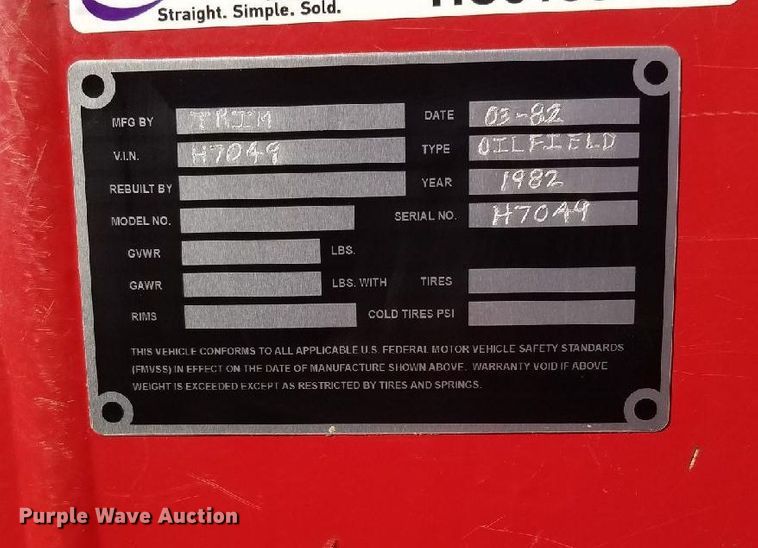 Straight. Simple. Sold.
MFG BY TRIM DATE 03-82
V.I.N. H7049 TYPE OILFIELD
REBUILT BY YEAR 1982
MODEL NO. SERIAL NO. H7049
GVWR LBS.
GAWR LBS. WITH TIRES
RIMS COLD TIRES PSI
THIS VEHICLE CONFORMS TO ALL APPLICABLE U.S. FEDERAL MOTOR VEHICLE SAFETY STANDARDS
(FMVSS) IN EFFECT ON THE DATE OF MANUFACTURE SHOWN ABOVE. WARRANTY VOID IF ABOVE
WEIGHT IS EXCEEDED EXCEPT AS RESTRICTED BY TIRES AND SPRINGS.
Purple Wave Auction